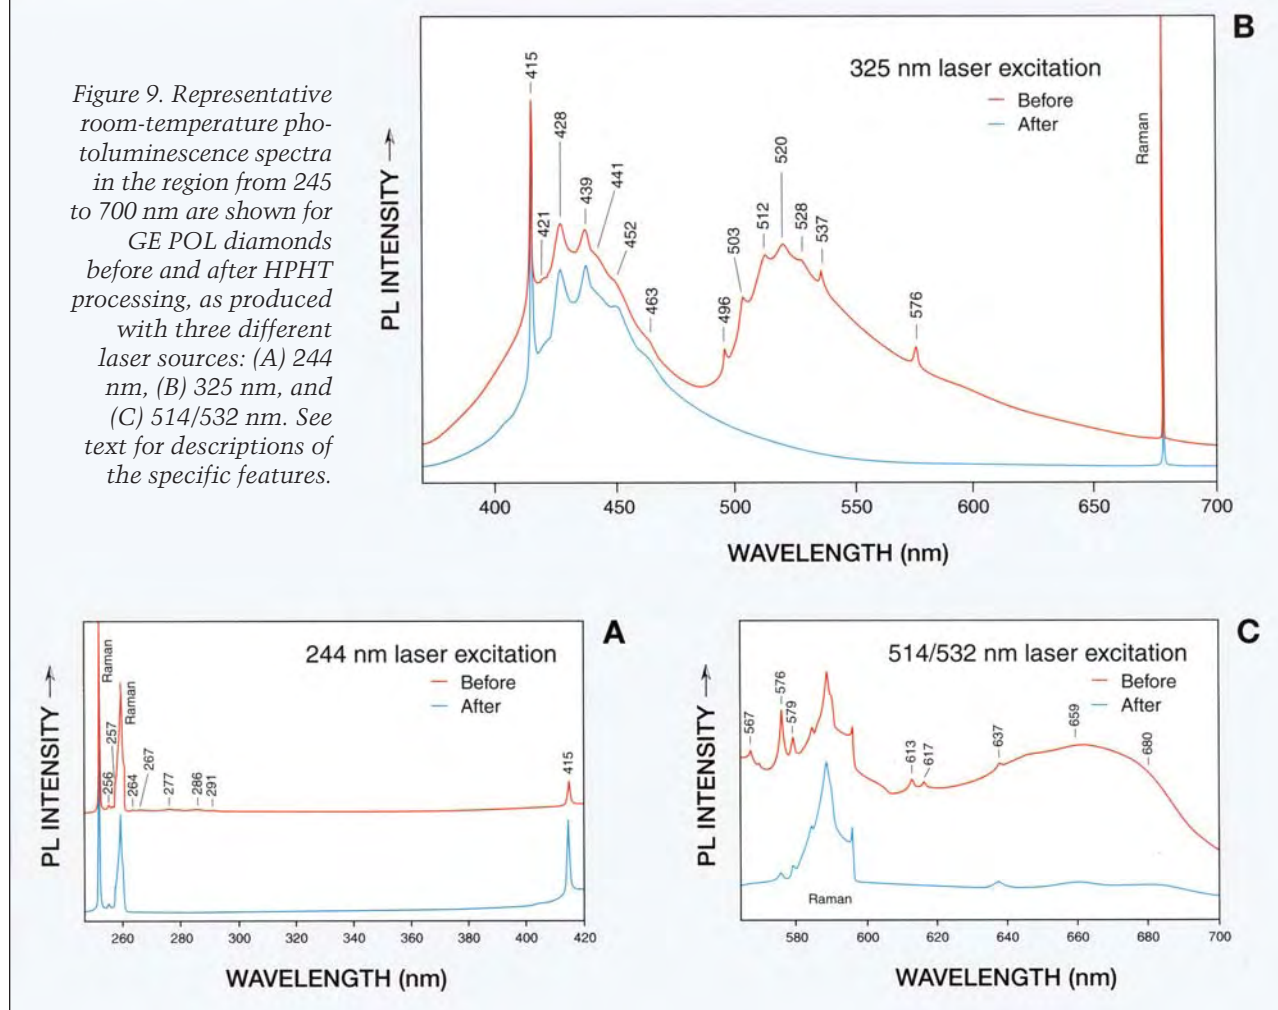 Figure 9. Representative
room-temperature pho-
toluminescence spectra
in the region from 245
to 700 nm are shown for
GE POL diamonds
before and after HPHT
processing, as produced
with three different
laser sources: (A) 244
nm, (B) 325 nm, and
(C) 514/532 nm. See
text for descriptions of
the specific features.
B
325 nm laser excitation
Before
After
PL INTENSITY
415
421
428
439
441
452
463
496
503
512
520
528
537
576
Raman
400 450 500 550 600 650 700
WAVELENGTH (nm)
A
244 nm laser excitation
Before
After
PL INTENSITY
Raman
256
257
Raman
264
267
277
286
291
415
260 280 300 320 340 360 380 400 420
WAVELENGTH (nm)
C
514/532 nm laser excitation
Before
After
PL INTENSITY
567
576
579
613
617
637
659
680
Raman
580 600 620 640 660 680 700
WAVELENGTH (nm)